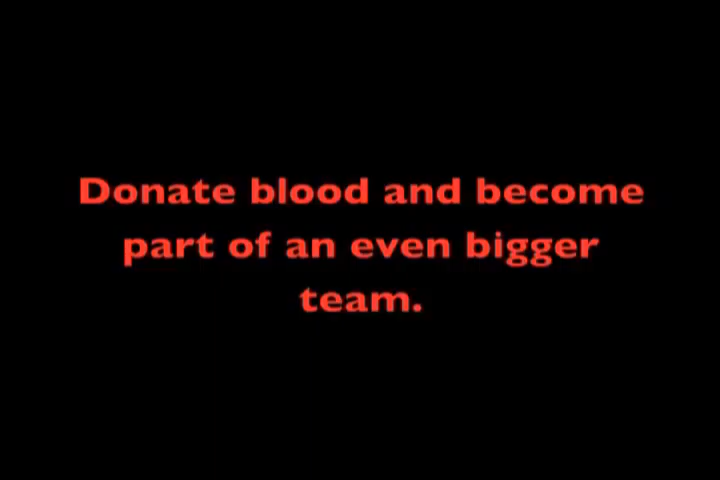 Donate blood and become
part of an even bigger
team.